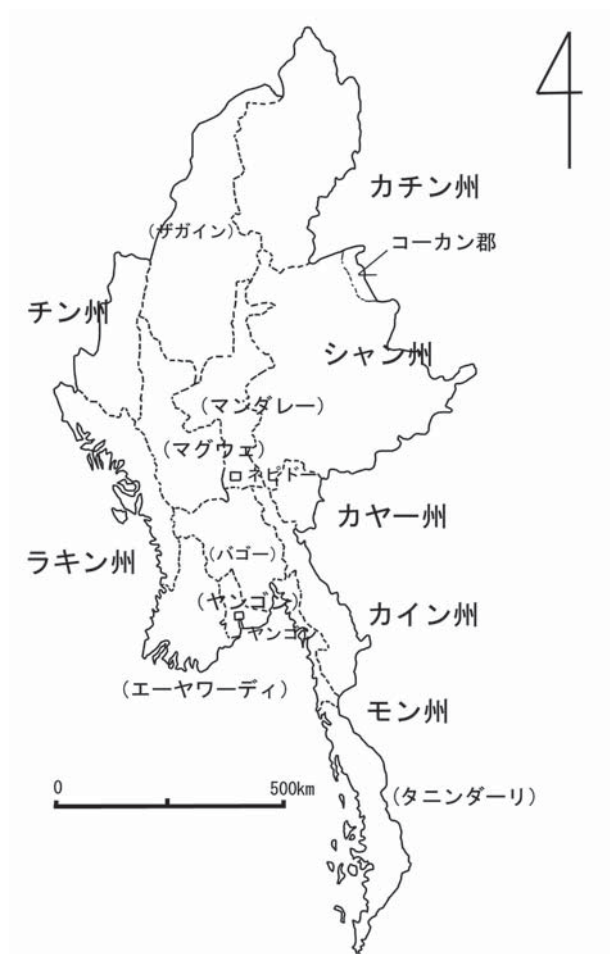 カチン州
(ザガイン)
コーカン郡
チン州
シャン州
(マンダレー)
(マグウェ)
ロネピドー
カヤー州
(バゴー)
ラキン州
(ヤンゴン)
カイン州
ヤンゴン
(エーヤワーディ)
モン州
0 500km
(タニンダーリ)